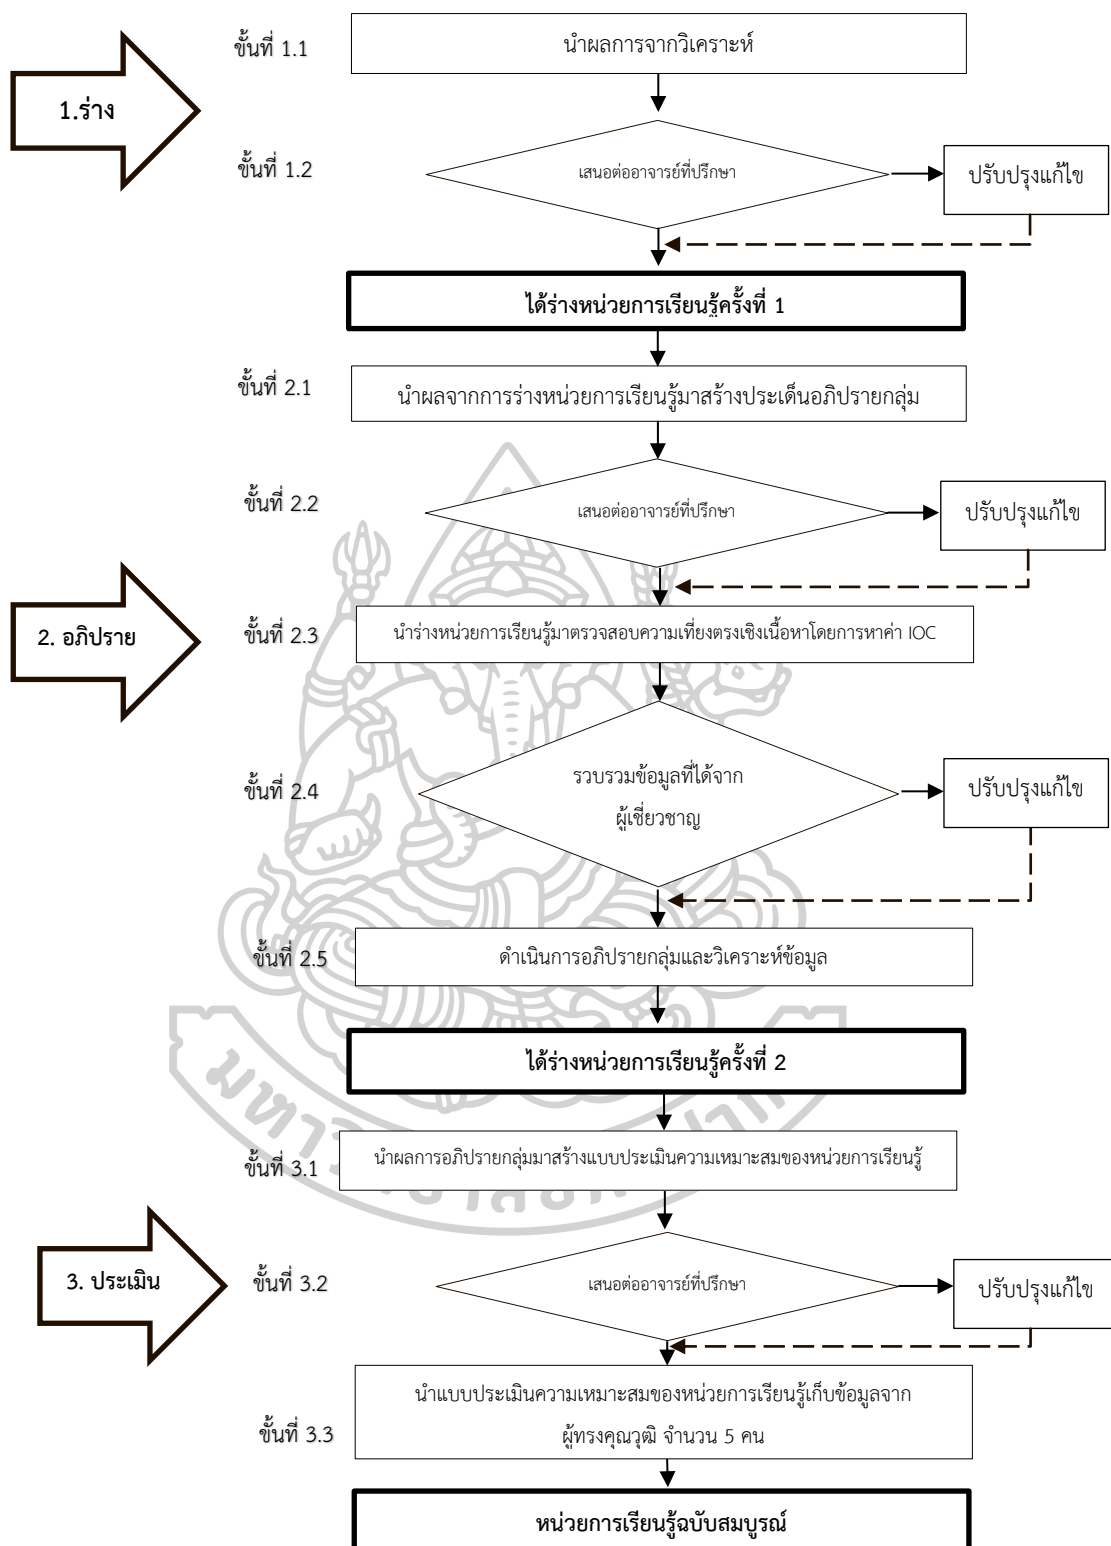 ขั้นที่ 1.1
นำผลการจากวิเคราะห์
1.ร่าง
ขั้นที่ 1.2
เสนอต่ออาจารย์ที่ปรึกษา
ปรับปรุงแก้ไข
ได้ร่างหน่วยการเรียนรู้ครั้งที่ 1
ขั้นที่ 2.1
นำผลจากการร่างหน่วยการเรียนรู้มาสร้างประเด็นอภิปรายกลุ่ม
ขั้นที่ 2.2
เสนอต่ออาจารย์ที่ปรึกษา
ปรับปรุงแก้ไข
2. อภิปราย
ขั้นที่ 2.3
นำร่างหน่วยการเรียนรู้มาตรวจสอบความเที่ยงตรงเชิงเนื้อหาโดยการหาค่า IOC
ขั้นที่ 2.4
รวบรวมข้อมูลที่ได้จาก
ผู้เชี่ยวชาญ
ปรับปรุงแก้ไข
ขั้นที่ 2.5
ดำเนินการอภิปรายกลุ่มและวิเคราะห์ข้อมูล
ได้ร่างหน่วยการเรียนรู้ครั้งที่ 2
ขั้นที่ 3.1
นำผลการอภิปรายกลุ่มมาสร้างแบบประเมินความเหมาะสมของหน่วยการเรียนรู้
3. ประเมิน
ขั้นที่ 3.2
เสนอต่ออาจารย์ที่ปรึกษา
ปรับปรุงแก้ไข
ขั้นที่ 3.3
นำแบบประเมินความเหมาะสมของหน่วยการเรียนรู้เก็บข้อมูลจาก
ผู้ทรงคุณวุฒิ จำนวน 5 คน
หน่วยการเรียนรู้ฉบับสมบูรณ์